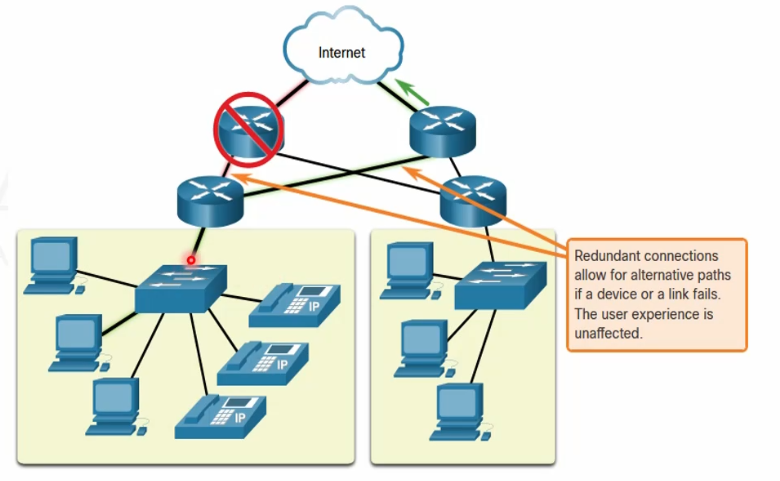 Internet
Redundant connections
allow for alternative paths
if a device or a link fails.
The user experience is
unaffected.
IP
IP
IP